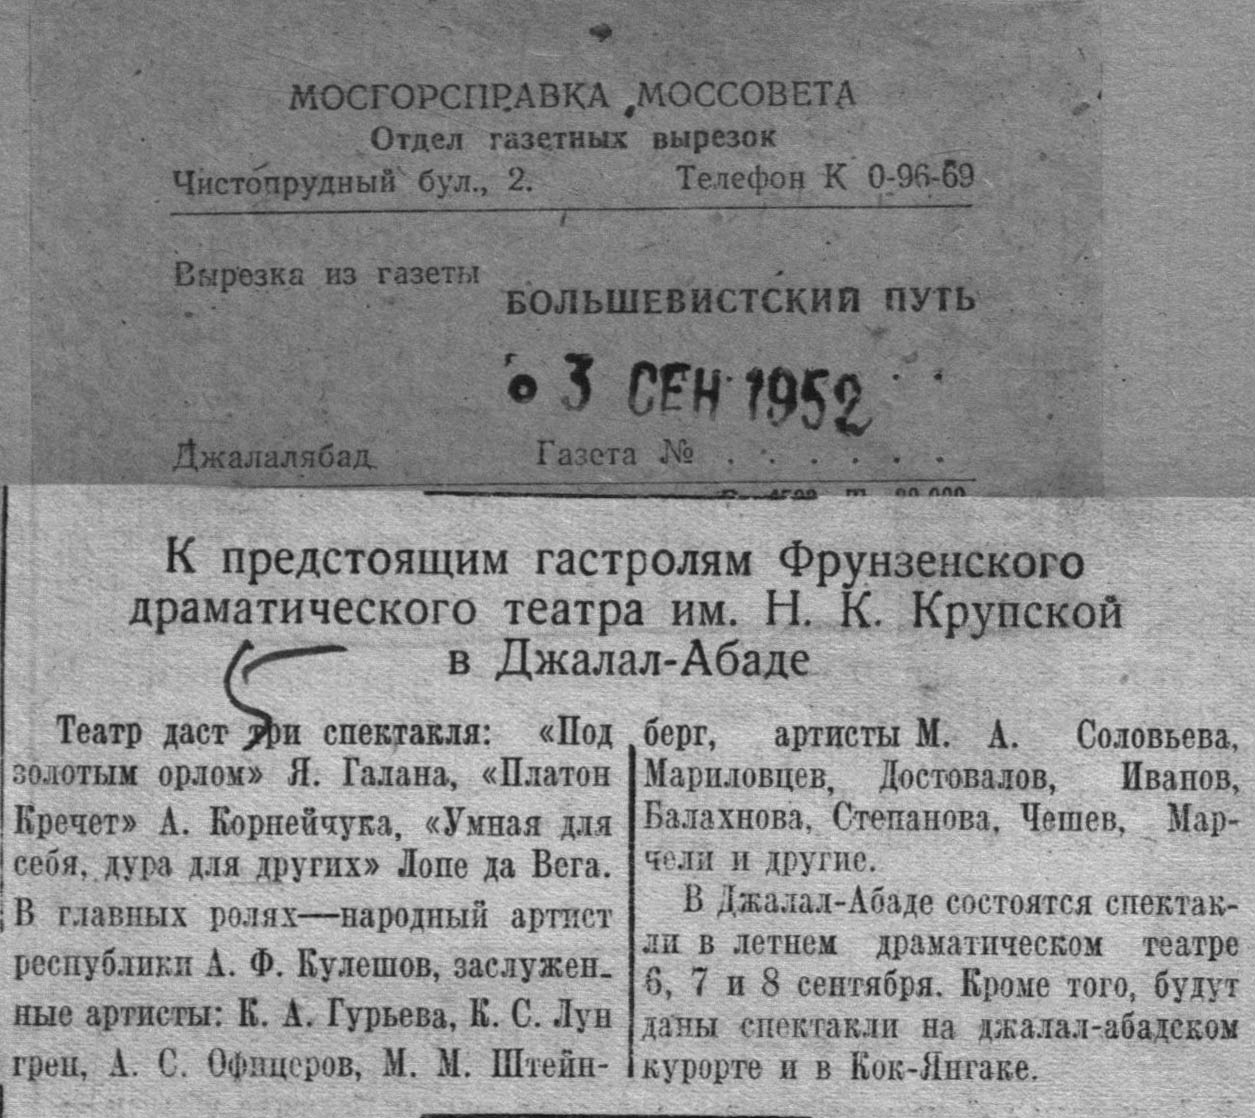 МОСГОРСПРАВКА МОССОВЕТА
Отдел газетных вырезок
Чистопрудный бул., 2. Телефон К 0-96-69
Вырезка из газеты
БОЛЬШЕВИСТСКИЙ ПУТЬ
3 СЕН 1952
Джалалябад Газета № . . . . . .
К предстоящим гастролям Фрунзенского
драматического театра им. Н. К. Крупской
в Джалал-Абаде
Театр даст три спектакля: «Под
золотым орлом» Я. Галана, «Платон
Кречет» А. Корнейчука, «Умная для
себя, дура для других» Лопе да Вега.
В главных ролях—народный артист
республики А. Ф. Кулешов, заслужен-
ные артисты: К. А. Гурьева, К. С. Лун
грен, А. С. Офицеров, М. М. Штейн-
берг, артисты М. А. Соловьева,
Мариловцев, Достовалов, Иванов,
Балахнова, Степанова, Чешев, Мар-
чели и другие.
В Джалал-Абаде состоятся спектак-
ли в летнем драматическом театре
6, 7 и 8 сентября. Кроме того, будут
даны спектакли на джалал-абадском
курорте и в Кок-Янгаке.